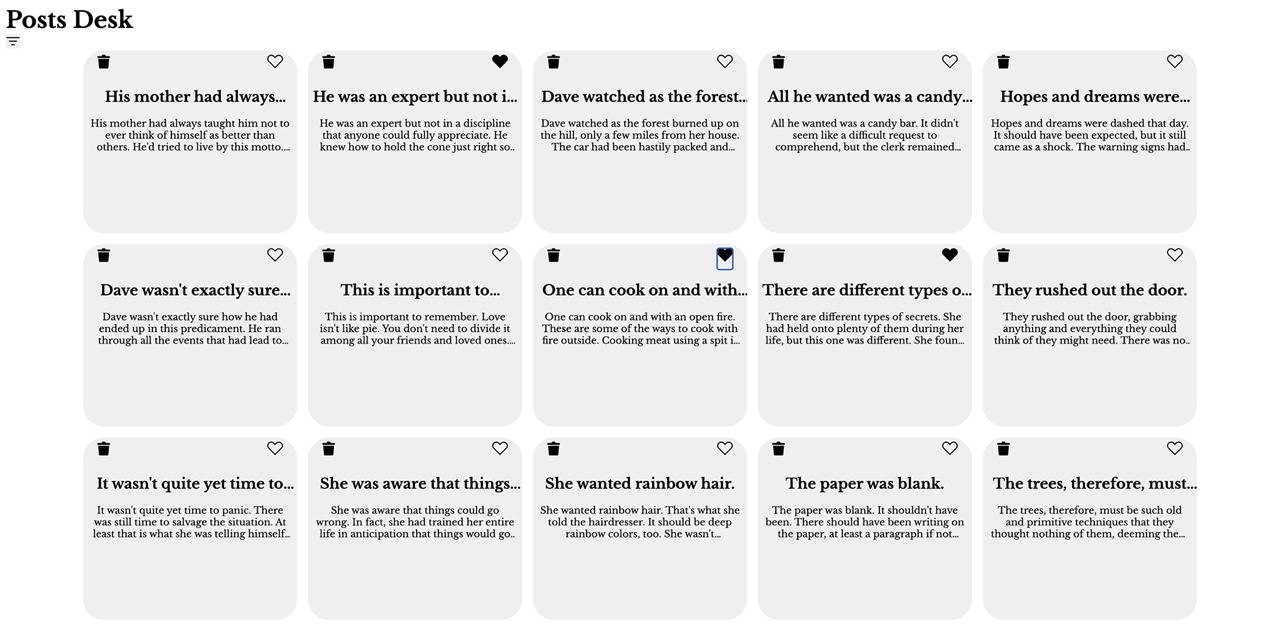 Posts Desk
His mother had always...
His mother had always taught him not to
ever think of himself as better than
others. He'd tried to live by this motto....
He was an expert but not i...
He was an expert but not in a discipline
that anyone could fully appreciate. He
knew how to hold the cone just right so..
Dave watched as the forest..
Dave watched as the forest burned up on
the hill, only a few miles from her house.
The car had been hastily packed and...
All he wanted was a candy...
All he wanted was a candy bar. It didn't
seem like a difficult request to
comprehend, but the clerk remained...
Hopes and dreams were...
Hopes and dreams were dashed that day.
It should have been expected, but it still
came as a shock. The warning signs had..
Dave wasn't exactly sure...
Dave wasn't exactly sure how he had
ended up in this predicament. He ran
through all the events that had lead to...
This is important to...
This is important to remember. Love
isn't like pie. You don't need to divide it
among all your friends and loved ones....
One can cook on and with...
One can cook on and with an open fire.
These are some of the ways to cook with
fire outside. Cooking meat using a spit i...
There are different types o...
There are different types of secrets. She
had held onto plenty of them during her
life, but this one was different. She foun...
They rushed out the door.
They rushed out the door, grabbing
anything and everything they could
think of they might need. There was no..
It wasn't quite yet time to...
It wasn't quite yet time to panic. There
was still time to salvage the situation. At
least that is what she was telling himself..
She was aware that things...
She was aware that things could go
wrong. In fact, she had trained her entire
life in anticipation that things would go..
She wanted rainbow hair.
She wanted rainbow hair. That's what she
told the hairdresser. It should be deep
rainbow colors, too. She wasn't...
The paper was blank.
The paper was blank. It shouldn't have
been. There should have been writing on
the paper, at least a paragraph if not...
The trees, therefore, must...
The trees, therefore, must be such old
and primitive techniques that they
thought nothing of them, deeming the...